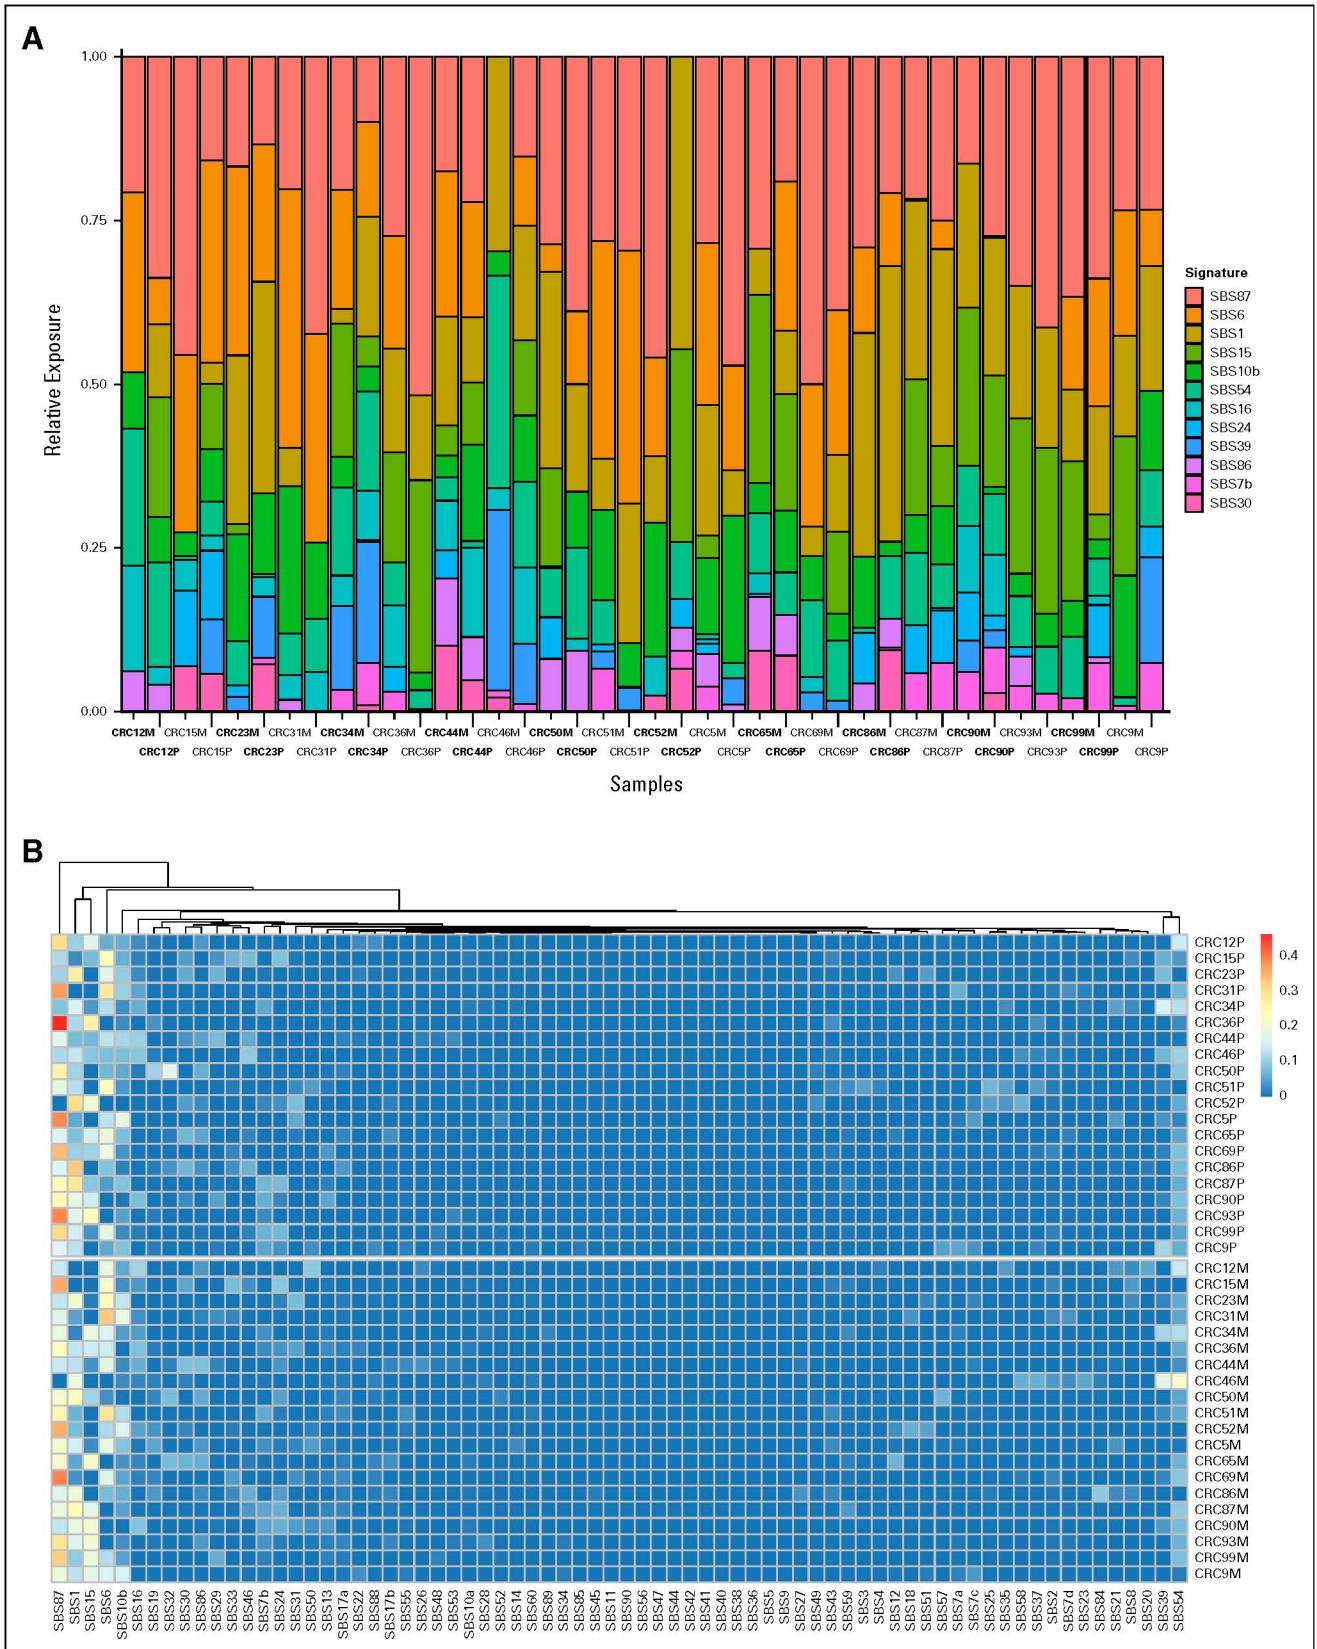 A
1.00
0.75
0.50
0.25
0.00
Relative Exposure
CRC12M CRC15M CRC23M CRC31M CRC34M CRC36M CRC44M CRC46M CRC50M CRC51M CRC52M CRC5M CRC65M CRC69M CRC86M CRC87M CRC90M CRC93M CRC99M CRC9M
CRC12P CRC15P CRC23P CRC31P CRC34P CRC36P CRC44P CRC46P CRC50P CRC51P CRC52P CRC5P CRC65P CRC69P CRC86P CRC87P CRC90P CRC93P CRC99P CRC9P
Samples
Signature
SBS87
SBS6
SBS1
SBS15
SBS10b
SBS54
SBS16
SBS24
SBS39
SBS86
SBS7b
SBS30
B
CRC12P
CRC15P
CRC23P
CRC31P
CRC34P
CRC36P
CRC44P
CRC46P
CRC50P
CRC51P
CRC52P
CRC5P
CRC65P
CRC69P
CRC86P
CRC87P
CRC90P
CRC93P
CRC99P
CRC9P
CRC12M
CRC15M
CRC23M
CRC31M
CRC34M
CRC36M
CRC44M
CRC46M
CRC50M
CRC51M
CRC52M
CRC5M
CRC65M
CRC69M
CRC86M
CRC87M
CRC90M
CRC93M
CRC99M
CRC9M
0.4
0.3
0.2
0.1
0
SBS87
SBS1
SBS15
SBS6
SBS10b
SBS16
SBS19
SBS32
SBS30
SBS86
SBS29
SBS33
SBS46
SBS7b
SBS24
SBS31
SBS50
SBS13
SBS17a
SBS22
SBS88
SBS17b
SBS55
SBS26
SBS48
SBS53
SBS10a
SBS28
SBS52
SBS14
SBS60
SBS89
SBS34
SBS85
SBS45
SBS11
SBS90
SBS56
SBS47
SBS44
SBS42
SBS41
SBS40
SBS38
SBS36
SBS5
SBS9
SBS27
SBS49
SBS43
SBS59
SBS3
SBS4
SBS12
SBS18
SBS51
SBS57
SBS7a
SBS7c
SBS25
SBS35
SBS58
SBS37
SBS2
SBS7d
SBS23
SBS84
SBS21
SBS8
SBS20
SBS39
SBS54